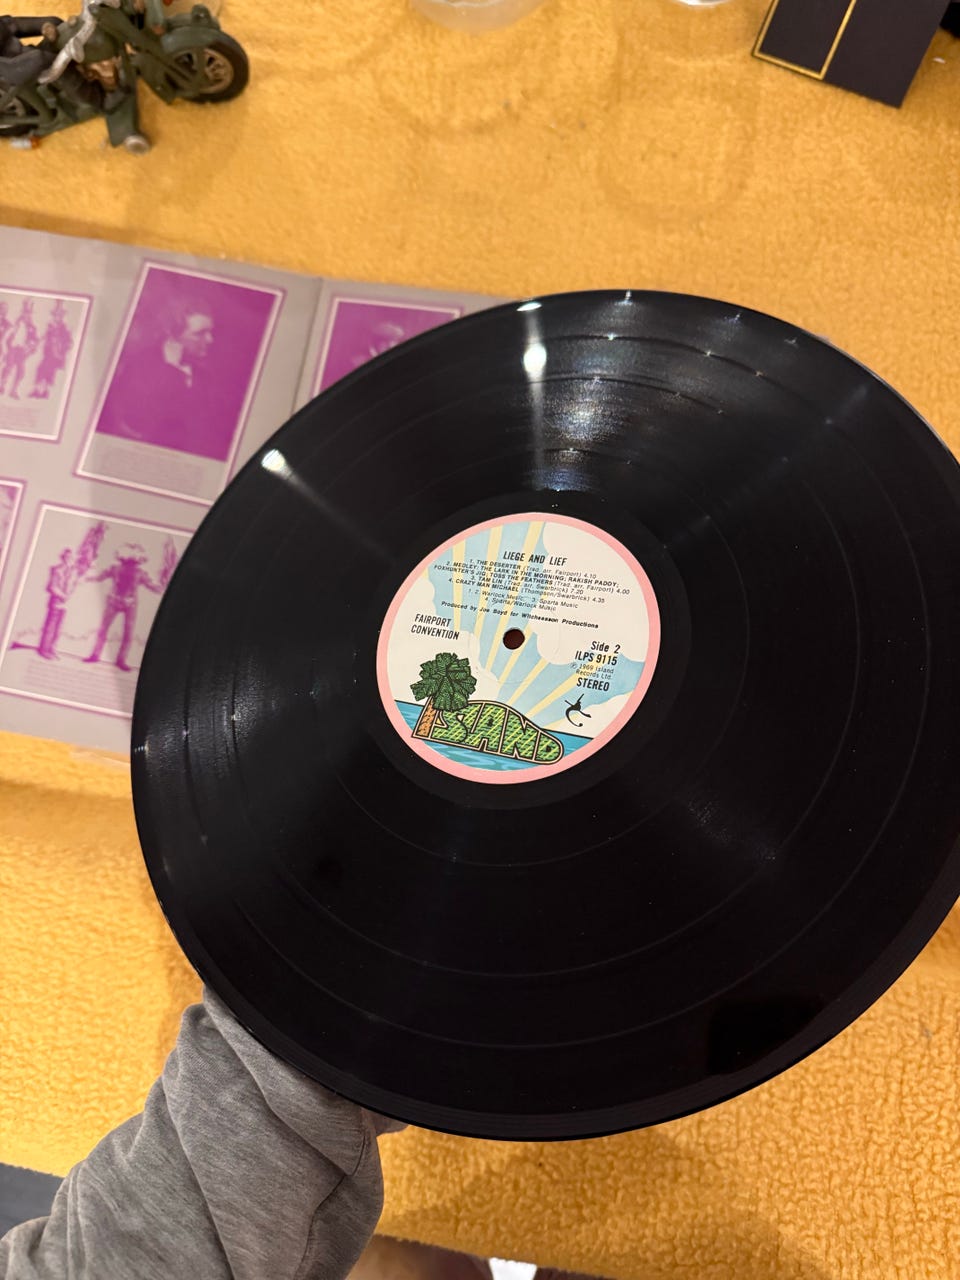 LIEGE AND LIEF
1. THE DESERTER (Trad. arr. Fairport) 4.10
2. MEDLEY; THE LARK IN THE MORNING; RAKISH PADDY;
FOXHUNTER'S JIG; TOSS THE FEATHERS (Trad. arr. Fairport) 4.00
3. TAM LIN (Trad. arr. Swarbrick) 7.20
4. CRAZY MAN MICHAEL (Thompson/Swarbrick) 4.35
1. 2. Warlock Music. 3. Sparta Music
4. Sparta/Warlock Music
Produced by Joe Boyd for Witchseason Productions
FAIRPORT
CONVENTION
Side 2
ILPS 9115
℗ 1969 Island
Records Ltd.
STEREO
ISLAND